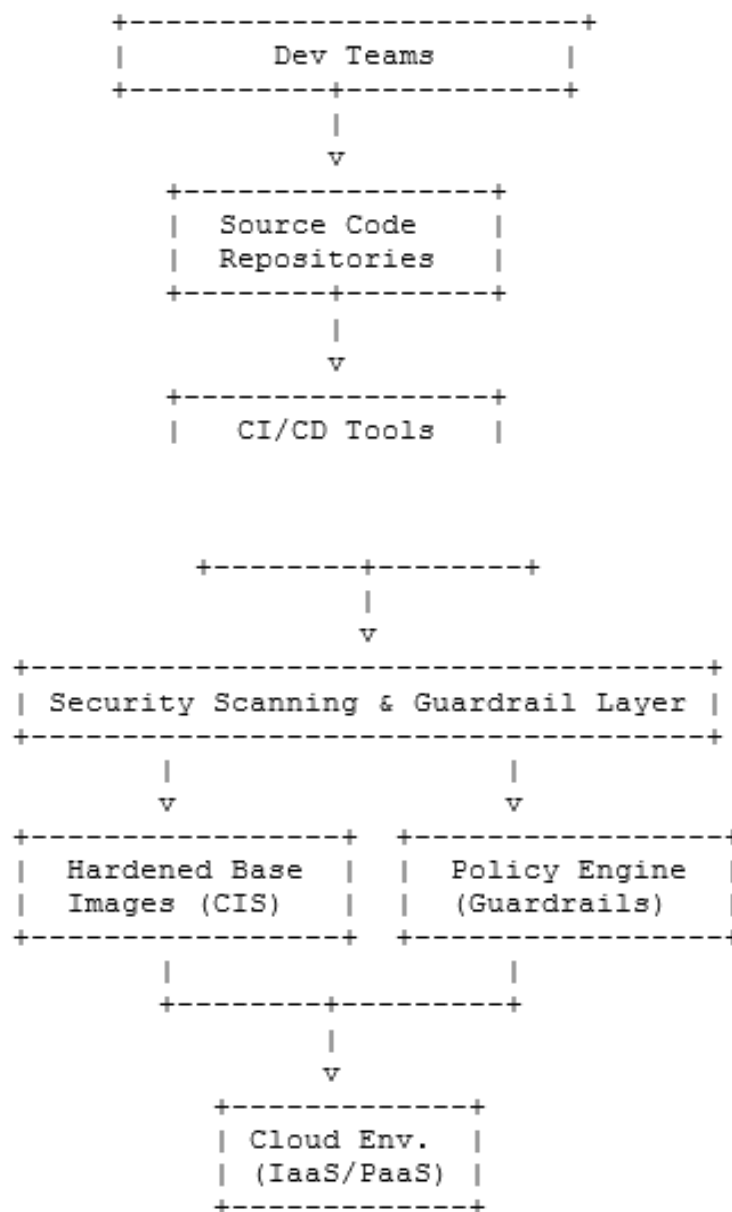 Dev Teams
Source Code
Repositories
CI/CD Tools
Security Scanning & Guardrail Layer
Hardened Base
Images (CIS)
Policy Engine
(Guardrails)
Cloud Env.
(IaaS/PaaS)